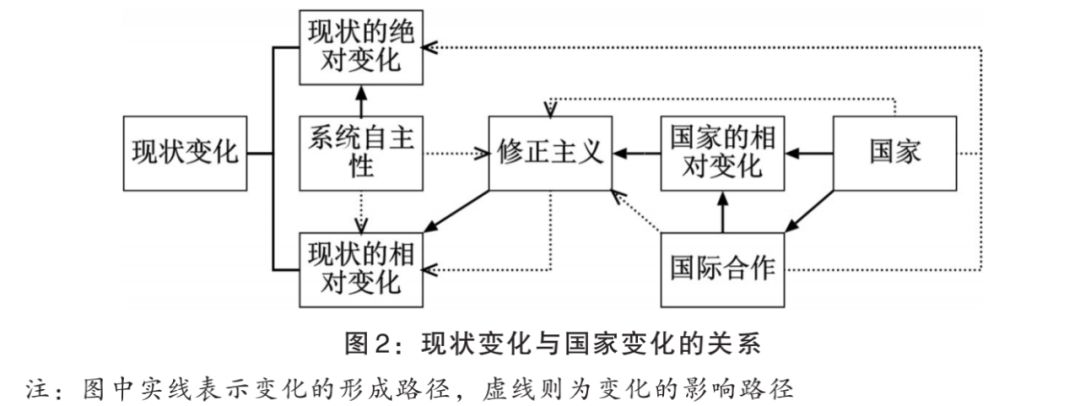 现状的绝
对变化
现状变化
系统自主
性
修正主义
国家的相
对变化
国家
现状的相
对变化
国际合作
图2：现状变化与国家变化的关系
注：图中实线表示变化的形成路径，虚线则为变化的影响路径